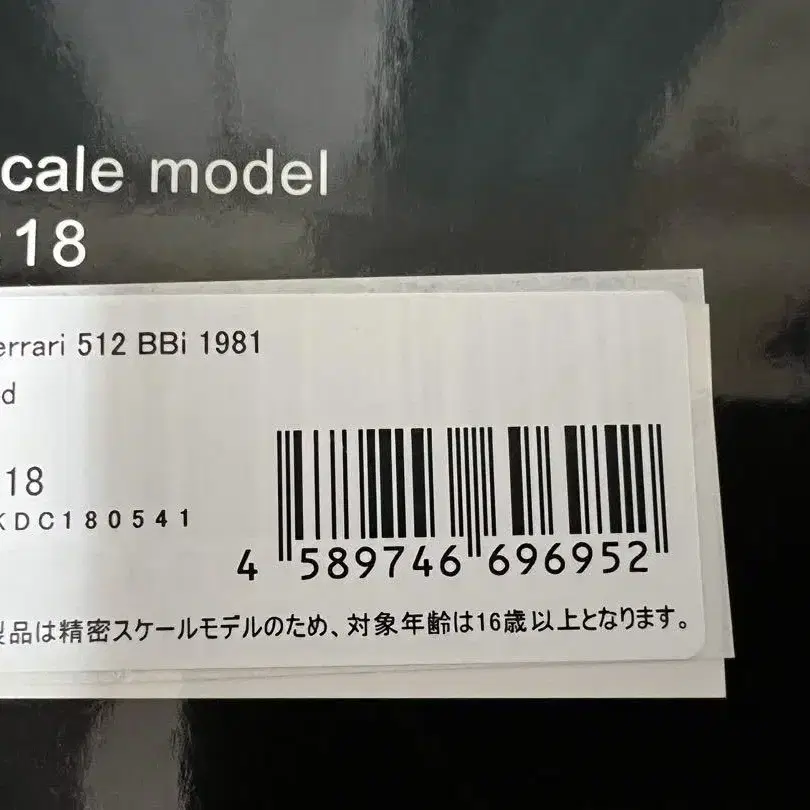 cale model
:18
errari 512 BBi 1981
d
18
KDC180541
4 589746 696952
製品は精密スケールモデルのため、対象年齢は16歳以上となります。